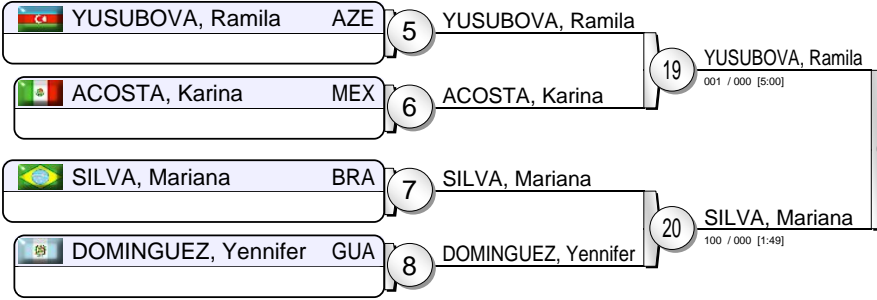 YUSUBOVA, Ramila AZE
5
YUSUBOVA, Ramila
19
YUSUBOVA, Ramila
001 / 000 [5:00]
ACOSTA, Karina MEX
6
ACOSTA, Karina
SILVA, Mariana BRA
7
SILVA, Mariana
20
SILVA, Mariana
100 / 000 [1:49]
DOMINGUEZ, Yennifer GUA
8
DOMINGUEZ, Yennifer